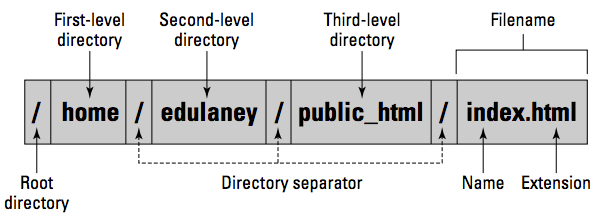 First-level Second-level Third-level Filename
directory directory directory
/ home / edulaney / public_html / index.html
Root Directory separator Name Extension
directory